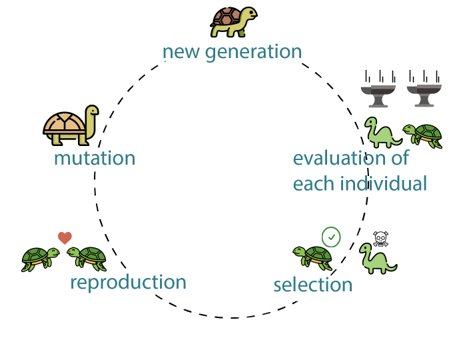 new generation
evaluation of
each individual
selection
reproduction
mutation